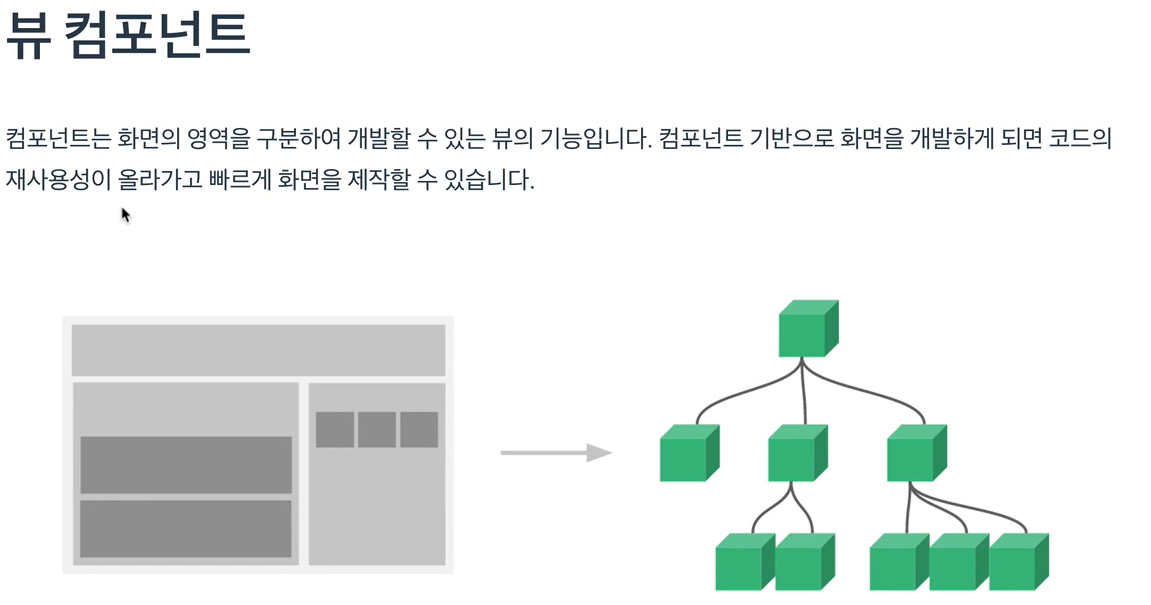 뷰 컴포넌트
컴포넌트는 화면의 영역을 구분하여 개발할 수 있는 뷰의 기능입니다. 컴포넌트 기반으로 화면을 개발하게 되면 코드의
재사용성이 올라가고 빠르게 화면을 제작할 수 있습니다.